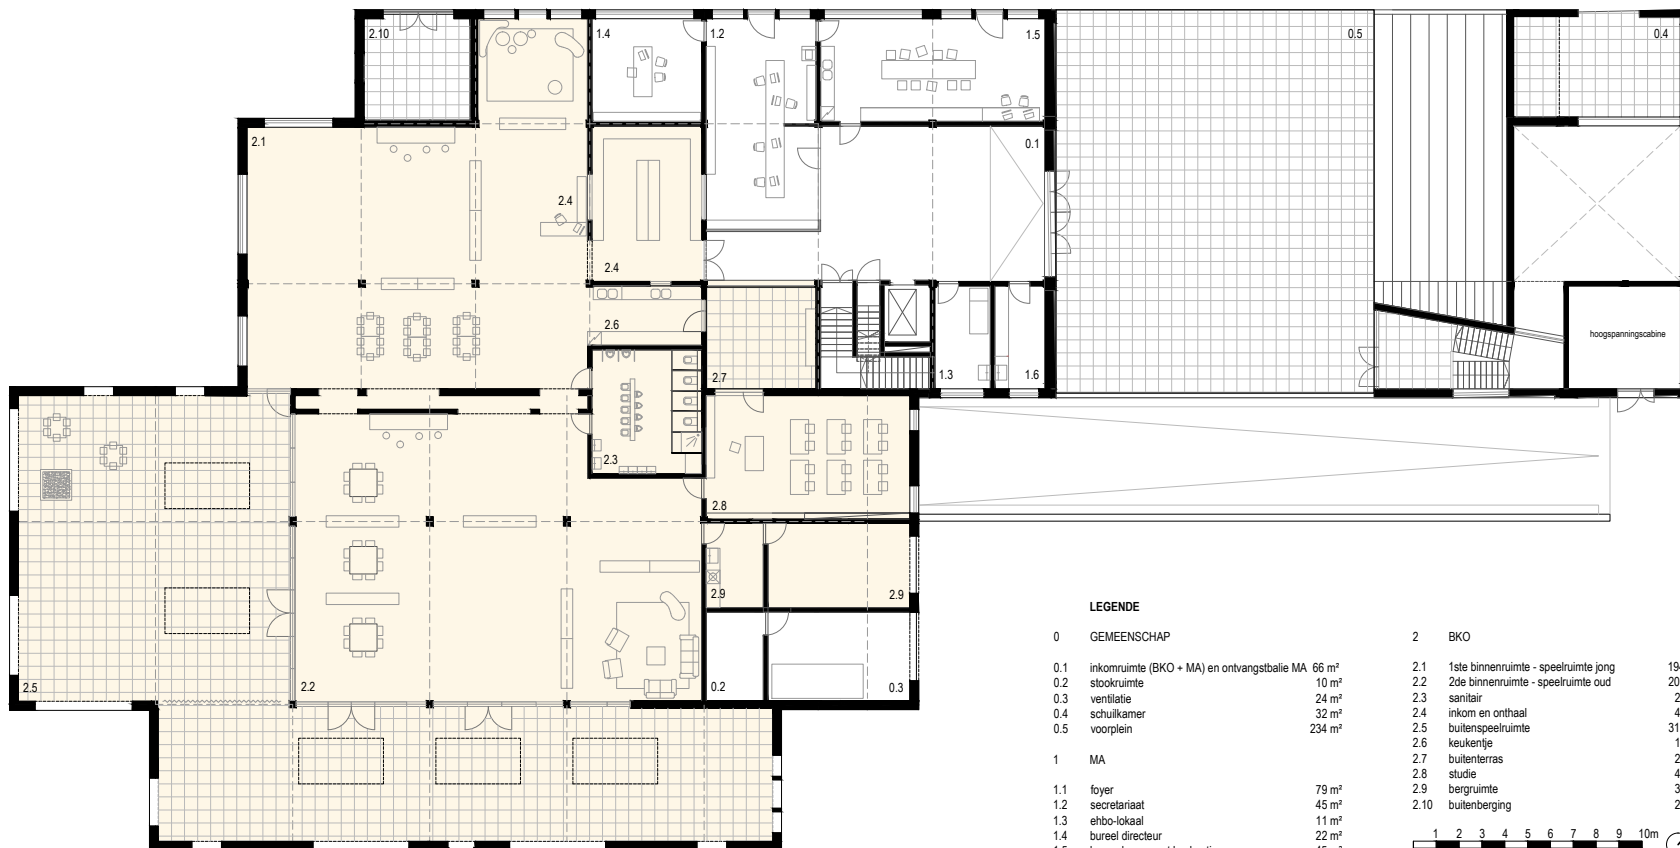 2.10
1.4
1.2
1.5
0.5
0.4
2.1
0.1
2.4
2.4
2.6
hoogspanningscabine
2.7
1.3
1.6
2.3
2.8
2.9
2.9
2.5
2.2
0.2
0.3
LEGENDE
0 GEMEENSCHAP
0.1 inkomruimte (BKO + MA) en ontvangstbalie MA 66 m²
0.2 stookruimte 10 m²
0.3 ventilatie 24 m²
0.4 schuilkamer 32 m²
0.5 voorplein 234 m²
1 MA
1.1 foyer 79 m²
1.2 secretariaat 45 m²
1.3 ehbo-lokaal 11 m²
1.4 bureel directeur 22 m²
2 BKO
2.1 1ste binnenruimte - speelruimte jong
2.2 2de binnenruimte - speelruimte oud
2.3 sanitair
2.4 inkom en onthaal
2.5 buitenspeelruimte
2.6 keukentje
2.7 buitenterras
2.8 studie
2.9 bergruimte
2.10 buitenberging
1 2 3 4 5 6 7 8 9 10m